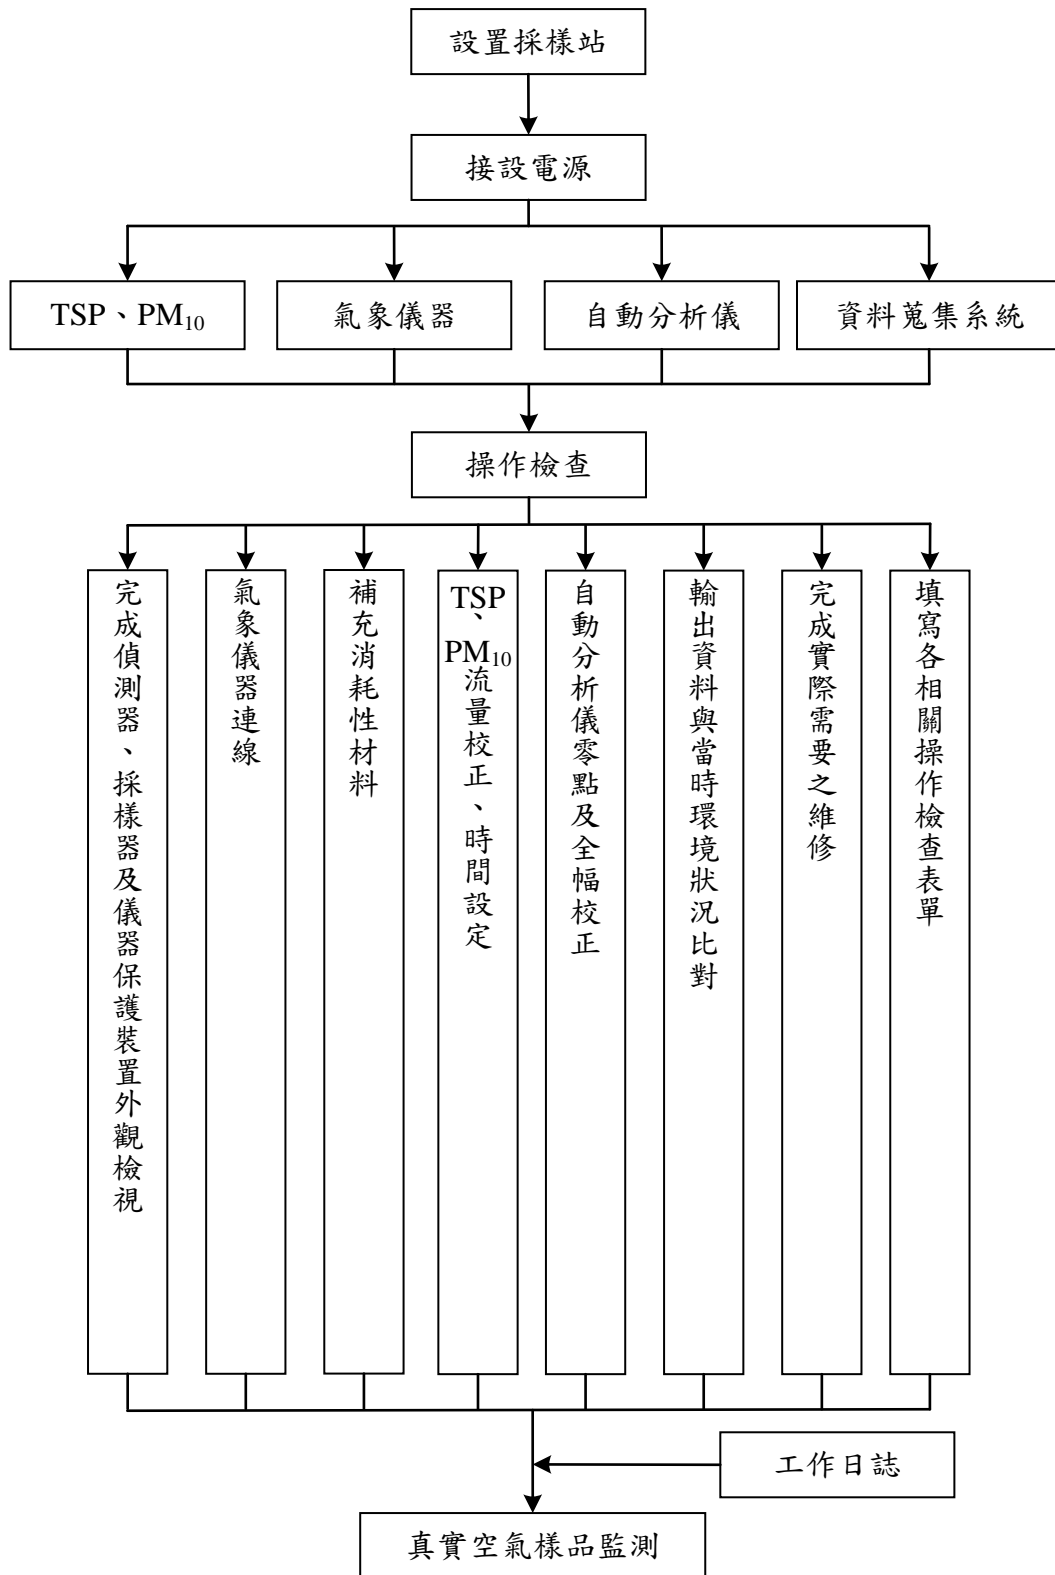 設置採樣站
接設電源
TSP、PM₁₀
氣象儀器
自動分析儀
資料蒐集系統
操作檢查
完成偵測器、採樣器及儀器保護裝置外觀檢視
氣象儀器連線
補充消耗性材料
TSP、PM₁₀流量校正、時間設定
自動分析儀零點及全幅校正
輸出資料與當時環境狀況比對
完成實際需要之維修
填寫各相關操作檢查表單
工作日誌
真實空氣樣品監測